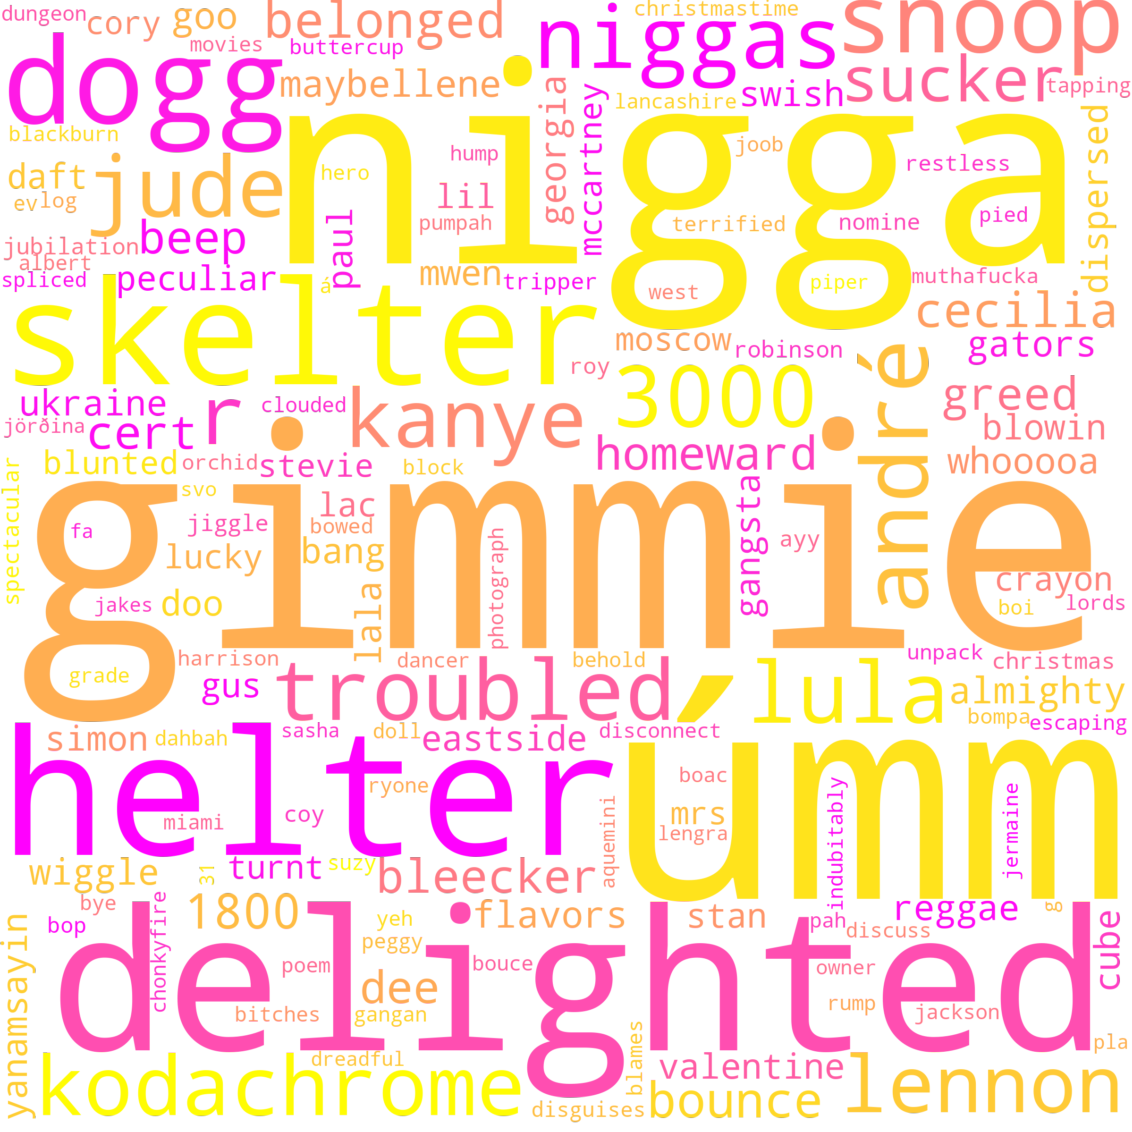 dungeon
cory
goo
belonged
christmastime
niggas
snoop
movies
buttercup
dogg
maybellene
georgia
mccartney
lancashire
swish
sucker
tapping
blackburn
nigga
dispersed
joob
restless
daft
jude
hero
hump
evlog
lil
pied
paul
pumpah
terrified
nomine
jubilation
beep
albert
spliced
peculiar
á
mwen
tripper
west
piper
muthafucka
skelter
cecilia
moscow
robinson
gators
roy
3000
andré
greed
ukraine
r
clouded
kanye
jörðina
cert
homeward
blowin
blunted
orchid
stevie
block
whooooa
spectacular
svo
gimmie
lac
gangsta
fa
jiggle
bowed
photograph
ayy
lucky
bang
crayon
jakes
doo
lala
boi
lords
harrison
dancer
behold
unpack
christmas
grade
gus
troubled
lula
almighty
bompa
escaping
simon
dahbah
sasha
doll
eastside
disconnect
helter
úmm
ryone
boac
miami
coy
mrs
lengra
aquemini
indubitably
jermaine
wiggle
31
turnt
suzy
bleecker
bye
1800
yeh
flavors
stan
pah
reggae
g
yanamsayin
bop
chonkyfire
peggy
discuss
cube
delighted
poem
bouce
owner
dee
bitches
gangan
rump
jackson
pla
dreadful
blames
kodachrome
valentine
lennon
disguises
bounce